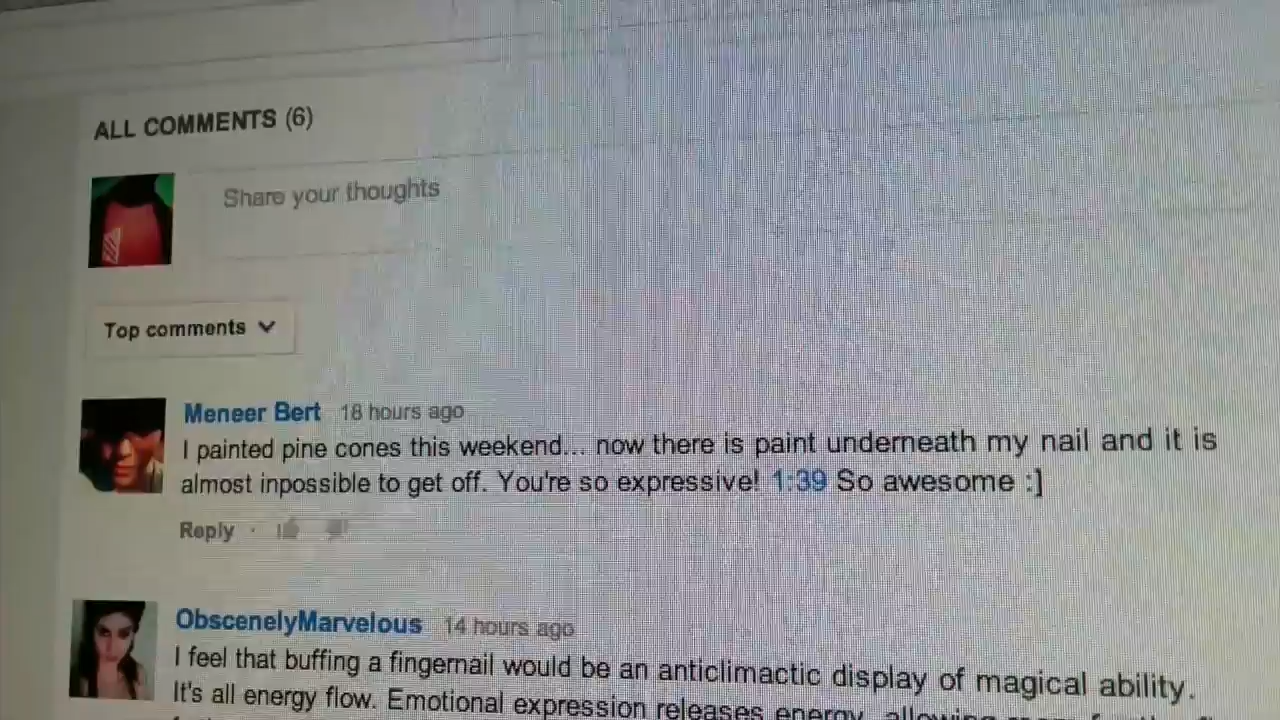 ALL COMMENTS (6)
Share your thoughts
Top comments
Meneer Bert 18 hours ago
I painted pine cones this weekend... now there is paint underneath my nail and it is
almost inpossible to get off. You're so expressive! 1:39 So awesome :]
Reply ·
ObscenelyMarvelous 14 hours ago
I feel that buffing a fingernail would be an anticlimactic display of magical ability.
It's all energy flow. Emotional expression releases energy, allowing